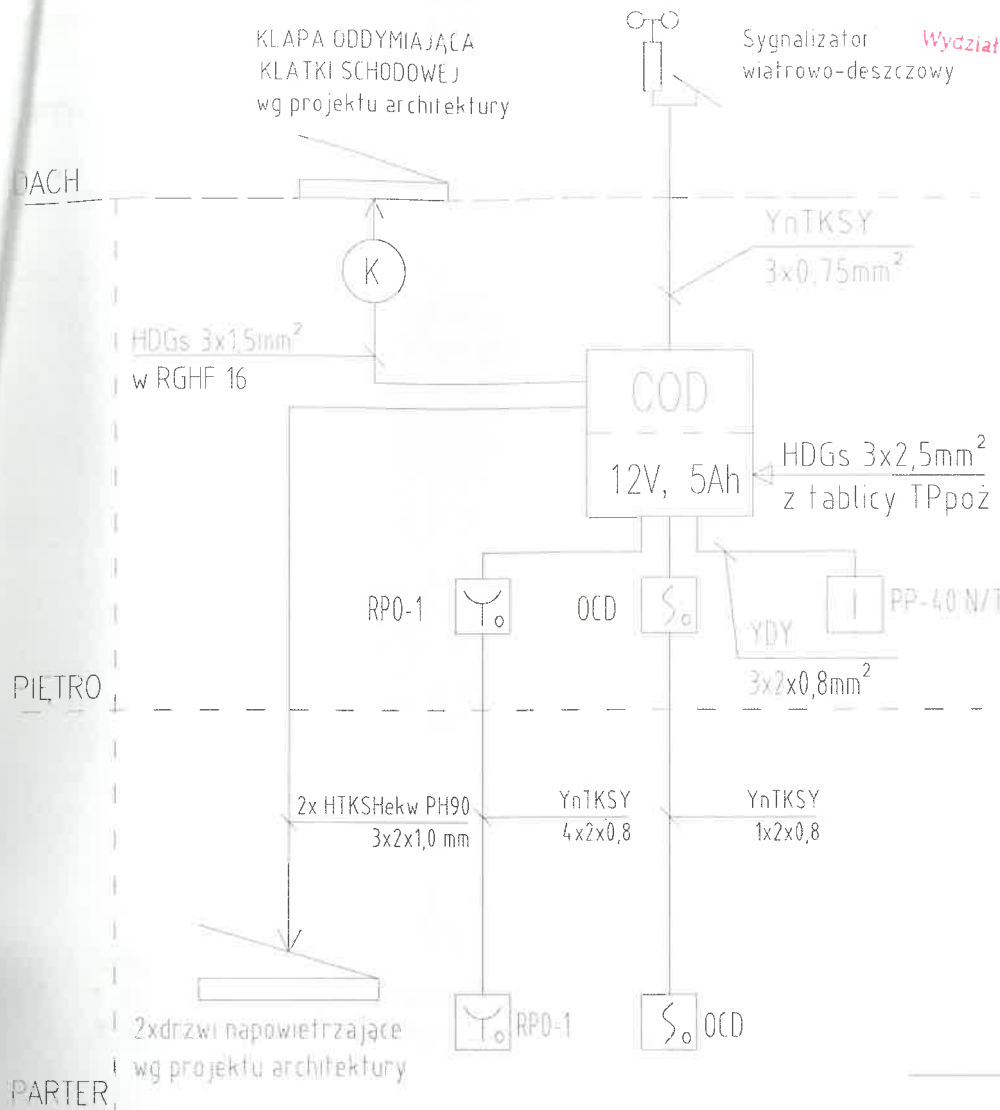 KLAPA ODDYMIAJĄCA
KLATKI SCHODOWEJ
wg projektu architektury
Sygnalizator
wiatrowo-deszczowy
Wydział
DACH
K
YnTKSY
3x0,75mm²
HDGs 3x1,5mm²
w RGHF 16
COD
12V, 5Ah
HDGs 3x2,5mm²
z tablicy TPpoż
RPO-1
OCD
PP-40 N/T
YDY
3x2x0,8mm²
PIĘTRO
2x HTKSHekw PH90
3x2x1,0 mm
YnTKSY
4x2x0,8
YnTKSY
1x2x0,8
2xdrzwi napowietrzające
wg projektu architektury
RPO-1
OCD
PARTER